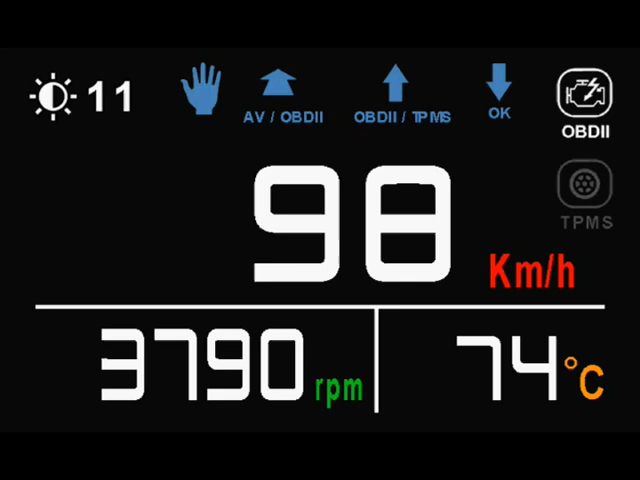 11
AV / OBDII
OBDII / TPMS
OK
OBDII
TPMS
98 Km/h
3790 rpm
74 °C